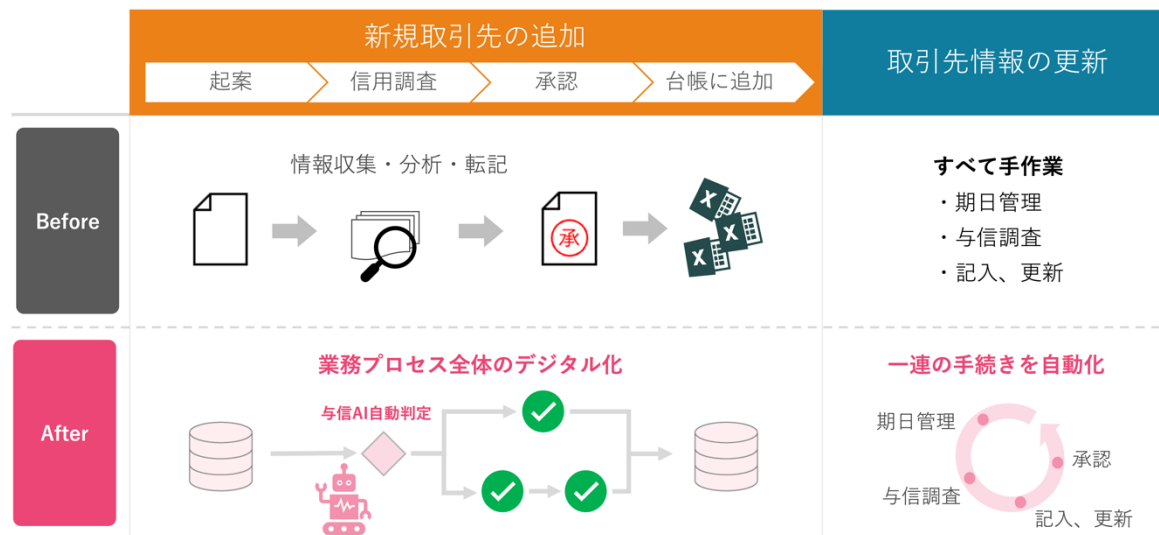 新規取引先の追加
起案
信用調査
承認
台帳に追加
取引先情報の更新
Before
情報収集・分析・転記
承
X
X
X
すべて手作業
・期日管理
・与信調査
・記入、更新
After
業務プロセス全体のデジタル化
与信AI自動判定
一連の手続きを自動化
期日管理
承認
与信調査
記入、更新